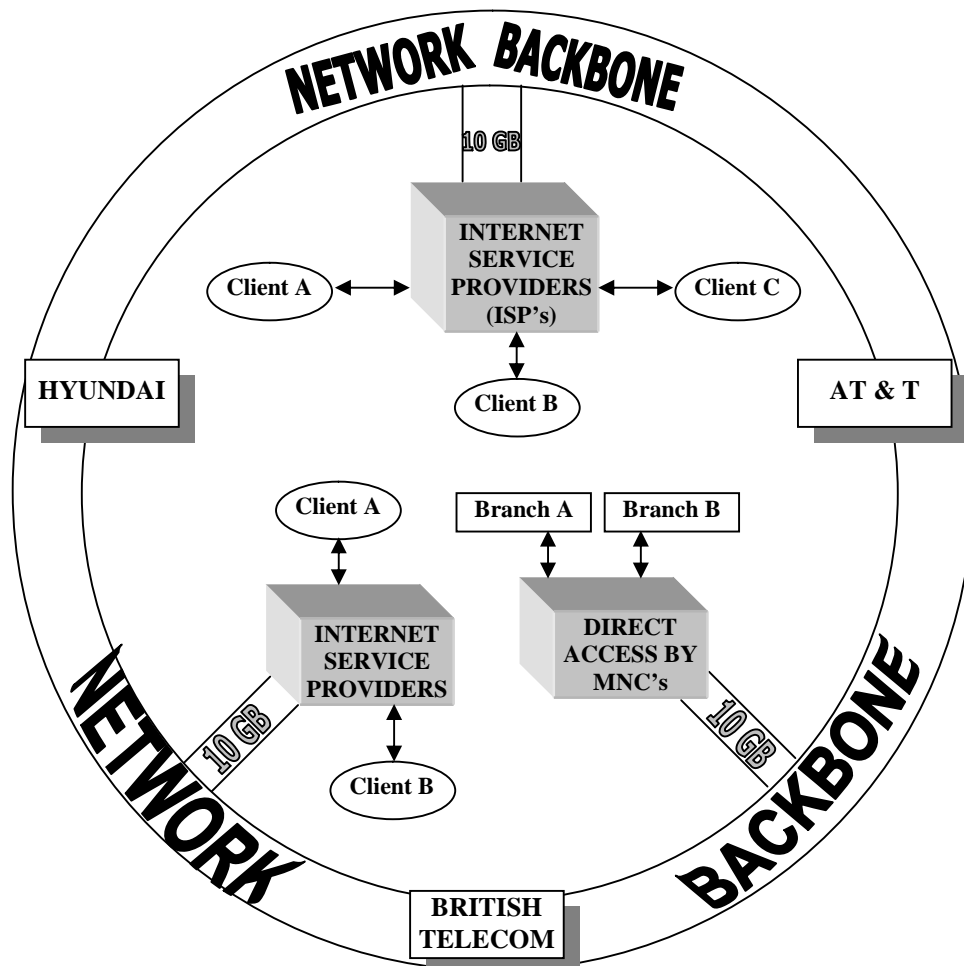 NETWORK BACKBONE
10 GB
INTERNET
SERVICE
PROVIDERS
(ISP's)
Client A
Client C
Client B
HYUNDAI
AT & T
Client A
Branch A
Branch B
INTERNET
SERVICE
PROVIDERS
DIRECT
ACCESS BY
MNC's
10 GB
10 GB
Client B
NETWORK
BACKBONE
BRITISH
TELECOM